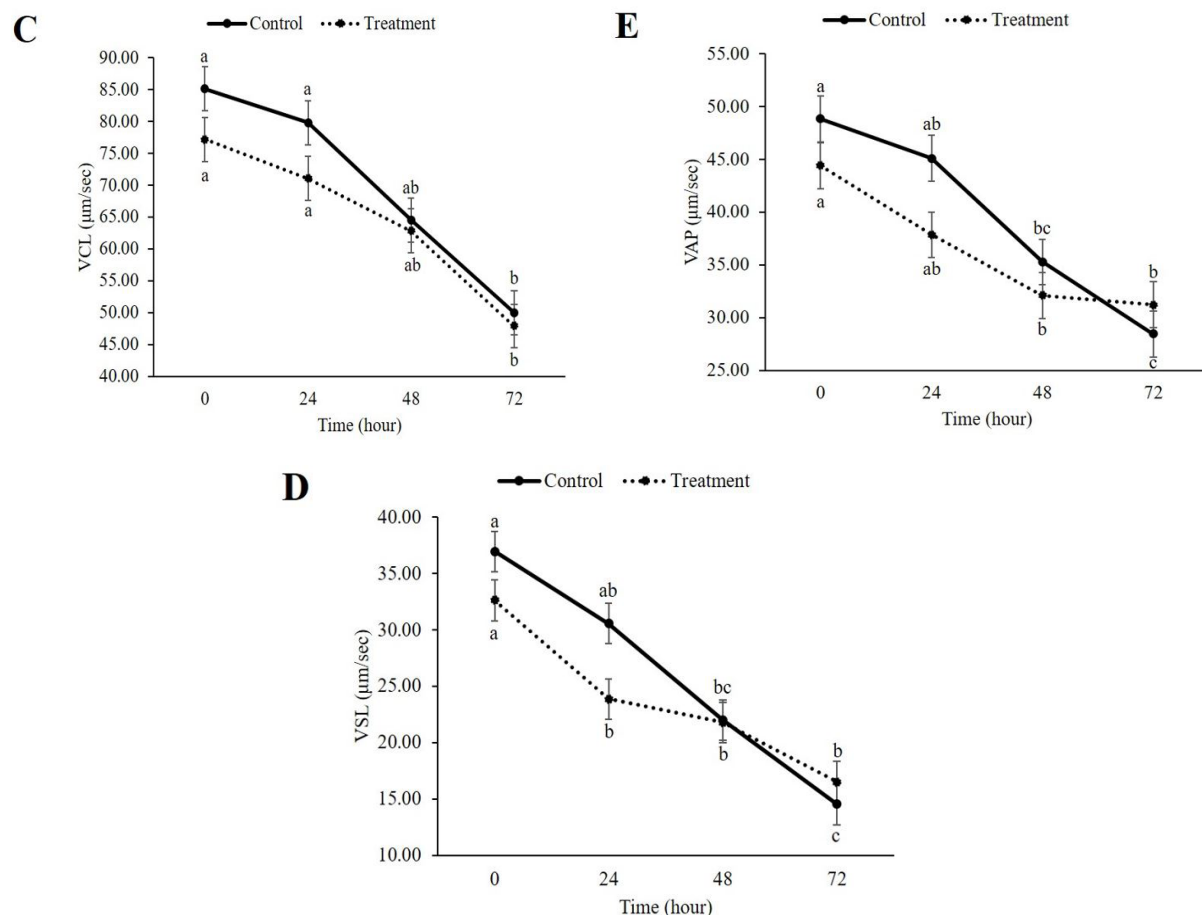 C
Control
Treatment
VCL (µm/sec)
90.00
85.00
80.00
75.00
70.00
65.00
60.00
55.00
50.00
45.00
40.00
a
a
ab
b
a
a
ab
b
0
24
48
72
Time (hour)
E
Control
Treatment
VAP (µm/sec)
55.00
50.00
45.00
40.00
35.00
30.00
25.00
a
ab
bc
b
a
ab
b
c
0
24
48
72
Time (hour)
D
Control
Treatment
VSL (µm/sec)
40.00
35.00
30.00
25.00
20.00
15.00
10.00
a
ab
bc
b
a
b
b
c
0
24
48
72
Time (hour)